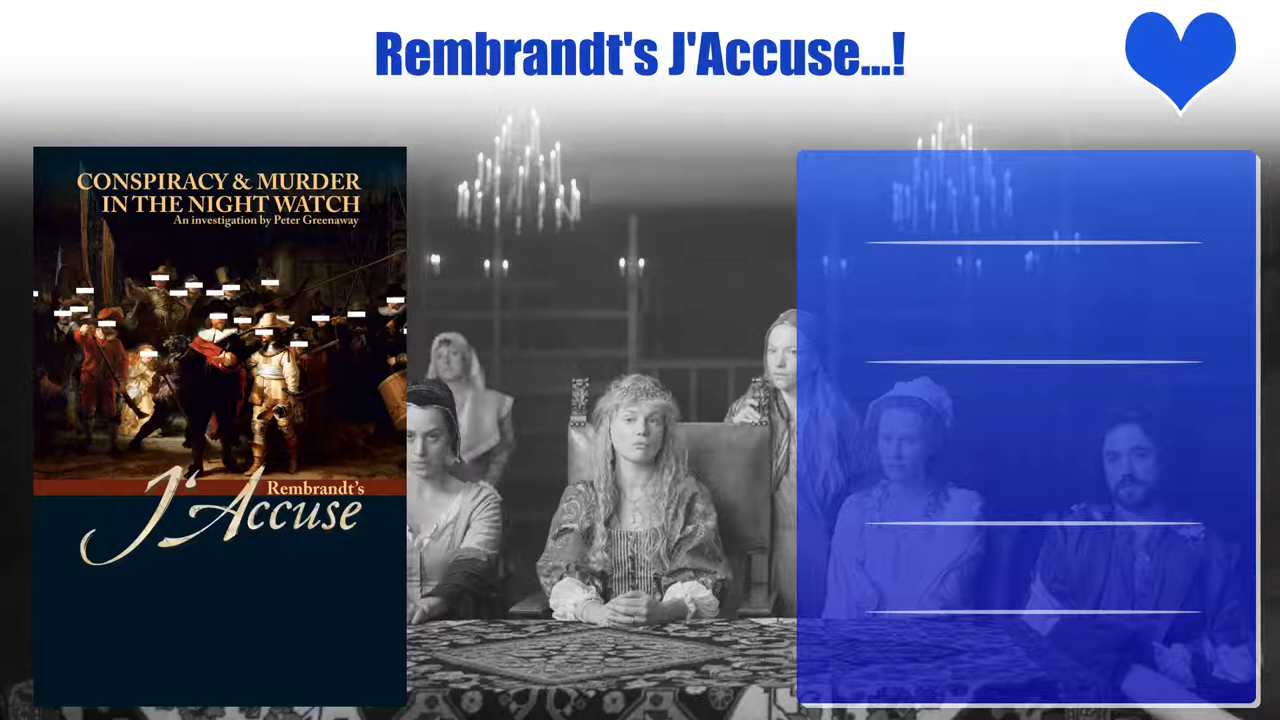 Rembrandt's J'Accuse...!
CONSPIRACY & MURDER
IN THE NIGHT WATCH
An investigation by Peter Greenaway
Rembrandt's
J'Accuse